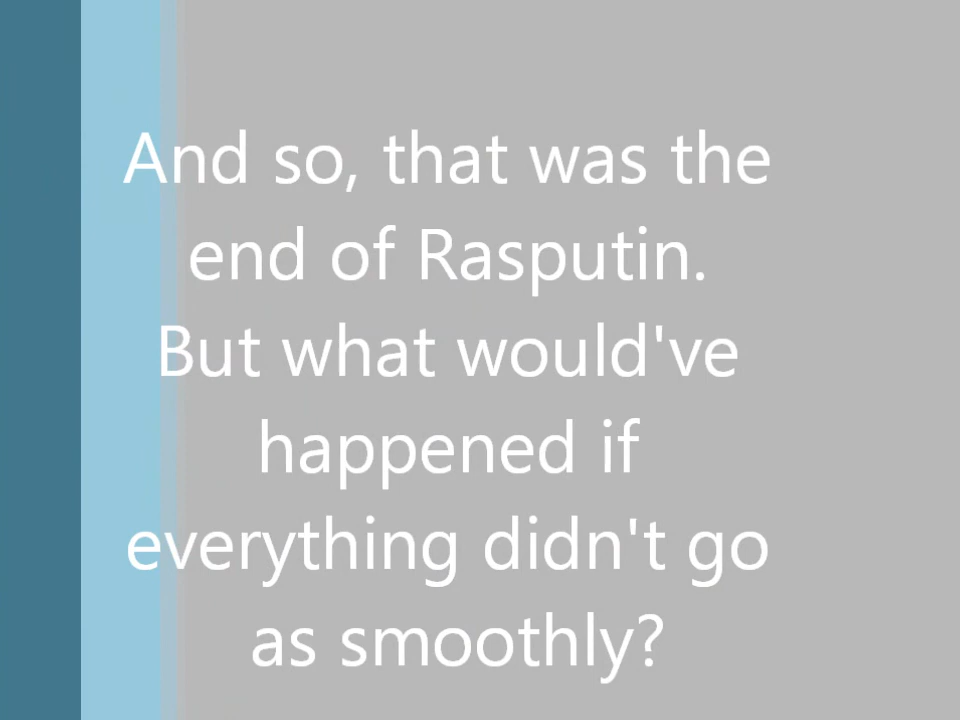 And so, that was the
end of Rasputin.
But what would've
happened if
everything didn't go
as smoothly?